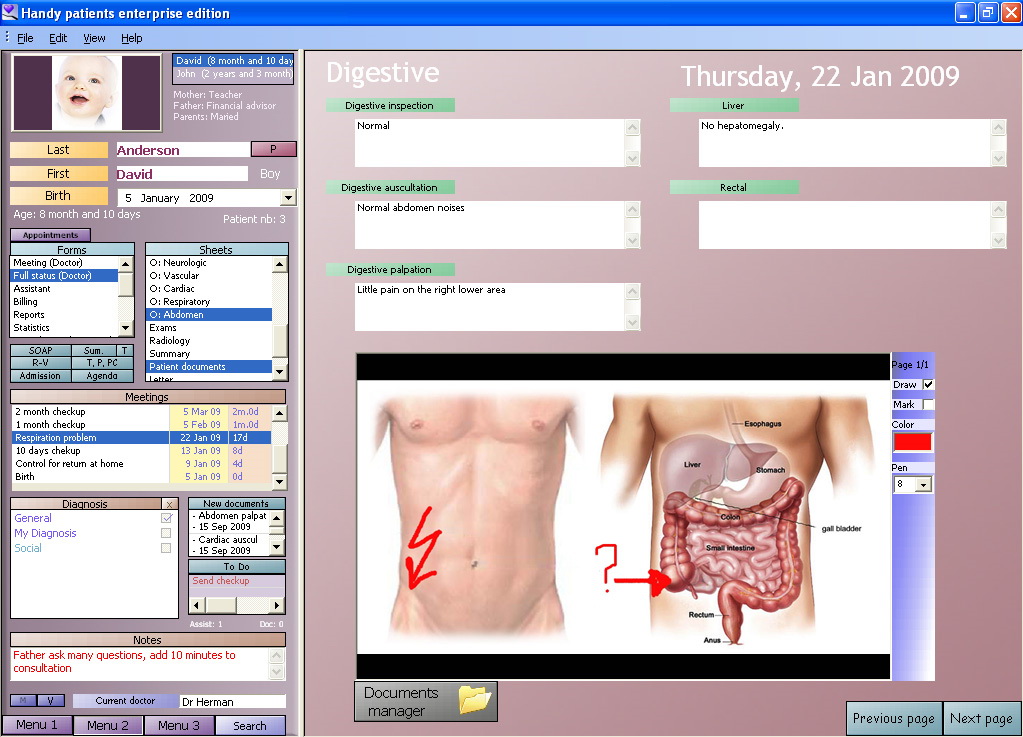 Handy patients enterprise edition
File Edit View Help
David (8 month and 10 day
John (2 years and 3 month)
Mother: Teacher
Father: Financial advisor
Parents: Maried
Last Anderson P
First David Boy
Birth 5 January 2009
Age: 8 month and 10 days
Patient nb: 3
Appointments
Forms
Meeting (Doctor)
Full status (Doctor)
Assistant
Billing
Reports
Statistics
Sheets
O: Neurologic
O: Vascular
O: Cardiac
O: Respiratory
O: Abdomen
Exams
Radiology
Summary
Patient documents
Letter
SOAP Sum. T
R-V T, P, PC
Admission Agenda
Meetings
2 month checkup 5 Mar 09 2m.0d
1 month checkup 5 Feb 09 1m.0d
Respiration problem 22 Jan 09 17d
10 days chekup 13 Jan 09 8d
Control for return at home 9 Jan 09 4d
Birth 5 Jan 09 0d
Diagnosis X
General
My Diagnosis
Social
New documents
- Abdomen palpat
- 15 Sep 2009
- Cardiac auscul
- 15 Sep 2009
To Do
Send checkup
Assist: 1 Doc: 0
Notes
Father ask many questions, add 10 minutes to
consultation
M V Current doctor Dr Herman
Menu 1 Menu 2 Menu 3 Search
Digestive
Thursday, 22 Jan 2009
Digestive inspection
Normal
Liver
No hepatomegaly.
Digestive auscultation
Normal abdomen noises
Rectal
Digestive palpation
Little pain on the right lower area
Esophagus
Liver
Stomach
Colon
gall bladder
Small intestine
?
Rectum
Anus
Page 1/1
Draw
Mark
Color
Pen
8
Documents
manager
Previous page Next page